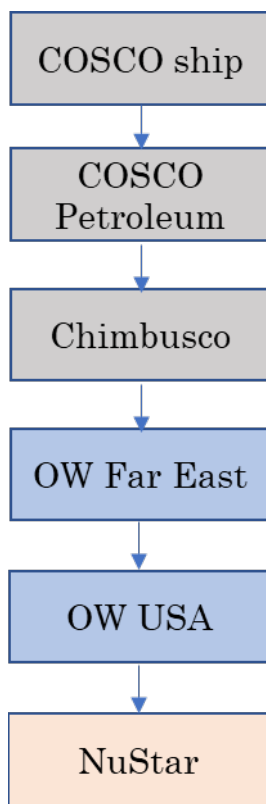 COSCO ship
COSCO
Petroleum
Chimbusco
OW Far East
OW USA
NuStar